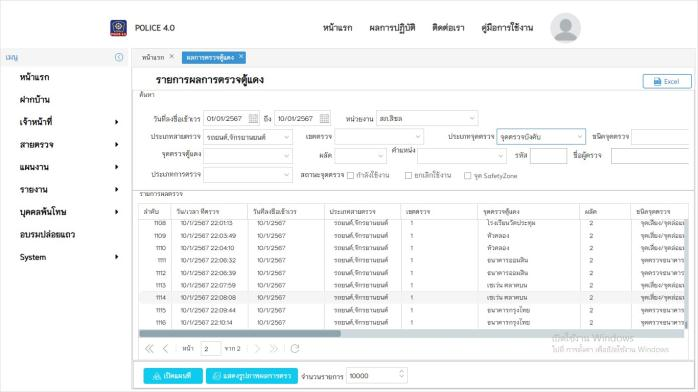 POLICE 4.0
หน้าแรก ผลการปฏิบัติ ติดต่อเรา คู่มือการใช้งาน
เมนู
หน้าแรก × ผลการตรวจตู้แดง ×
หน้าแรก
ฝากบ้าน
เจ้าหน้าที่
สายตรวจ
แผนงาน
รายงาน
บุคคลพ้นโทษ
อบรมปล่อยแถว
System
รายการผลการตรวจตู้แดง
Excel
ค้นหา
วันที่ลงชื่อเข้าเวร 01/01/2567 ถึง 10/01/2567 หน่วยงาน สภ.สิชล
ประเภทสายตรวจ รถยนต์,จักรยานยนต์ เขตตรวจ ประเภทจุดตรวจ จุดตรวจบังคับ ชนิดจุดตรวจ
จุดตรวจตู้แดง ผลัด ตำแหน่ง รหัส ชื่อผู้ตรวจ
ประเภทการตรวจ สถานะจุดตรวจ กำลังใช้งาน ยกเลิกใช้งาน จุด SafetyZone
รายการผลตรวจ
ลำดับ วัน/เวลา ที่ตรวจ วันที่ลงชื่อเข้าเวร ประเภทสายตรวจ เขตตรวจ จุดตรวจตู้แดง ผลัด ชนิดจุดตรวจ
1108 10/1/2567 22:01:13 10/1/2567 รถยนต์,จักรยานยนต์ 1 โรงเรียนวัดประทุม 2 จุดเสี่ยง/จุดล่อแ
1109 10/1/2567 22:03:49 10/1/2567 รถยนต์,จักรยานยนต์ 1 หัวคลอง 2 จุดเสี่ยง/จุดล่อแ
1110 10/1/2567 22:04:10 10/1/2567 รถยนต์,จักรยานยนต์ 1 หัวคลอง 2 จุดเสี่ยง/จุดล่อแ
1111 10/1/2567 22:06:32 10/1/2567 รถยนต์,จักรยานยนต์ 1 ธนาคารออมสิน 2 จุดตรวจธนาคาร
1112 10/1/2567 22:06:39 10/1/2567 รถยนต์,จักรยานยนต์ 1 ธนาคารออมสิน 2 จุดตรวจธนาคาร
1113 10/1/2567 22:07:59 10/1/2567 รถยนต์,จักรยานยนต์ 1 เซเว่น ตลาดบน 2 จุดเสี่ยง/จุดล่อแ
1114 10/1/2567 22:08:08 10/1/2567 รถยนต์,จักรยานยนต์ 1 เซเว่น ตลาดบน 2 จุดเสี่ยง/จุดล่อแ
1115 10/1/2567 22:09:44 10/1/2567 รถยนต์,จักรยานยนต์ 1 ธนาคารกรุงไทย 2 จุดตรวจธนาคาร
1116 10/1/2567 22:10:14 10/1/2567 รถยนต์,จักรยานยนต์ 1 ธนาคารกรุงไทย 2 จุดตรวจธนาคาร
เปิดใช้งาน Windows
ไปที่ การตั้งค่า เพื่อเปิดใช้งาน Windows
หน้า 2 จาก 2
เปิดแผนที่ แสดงรูปภาพผลการตรว จำนวนรายการ 10000